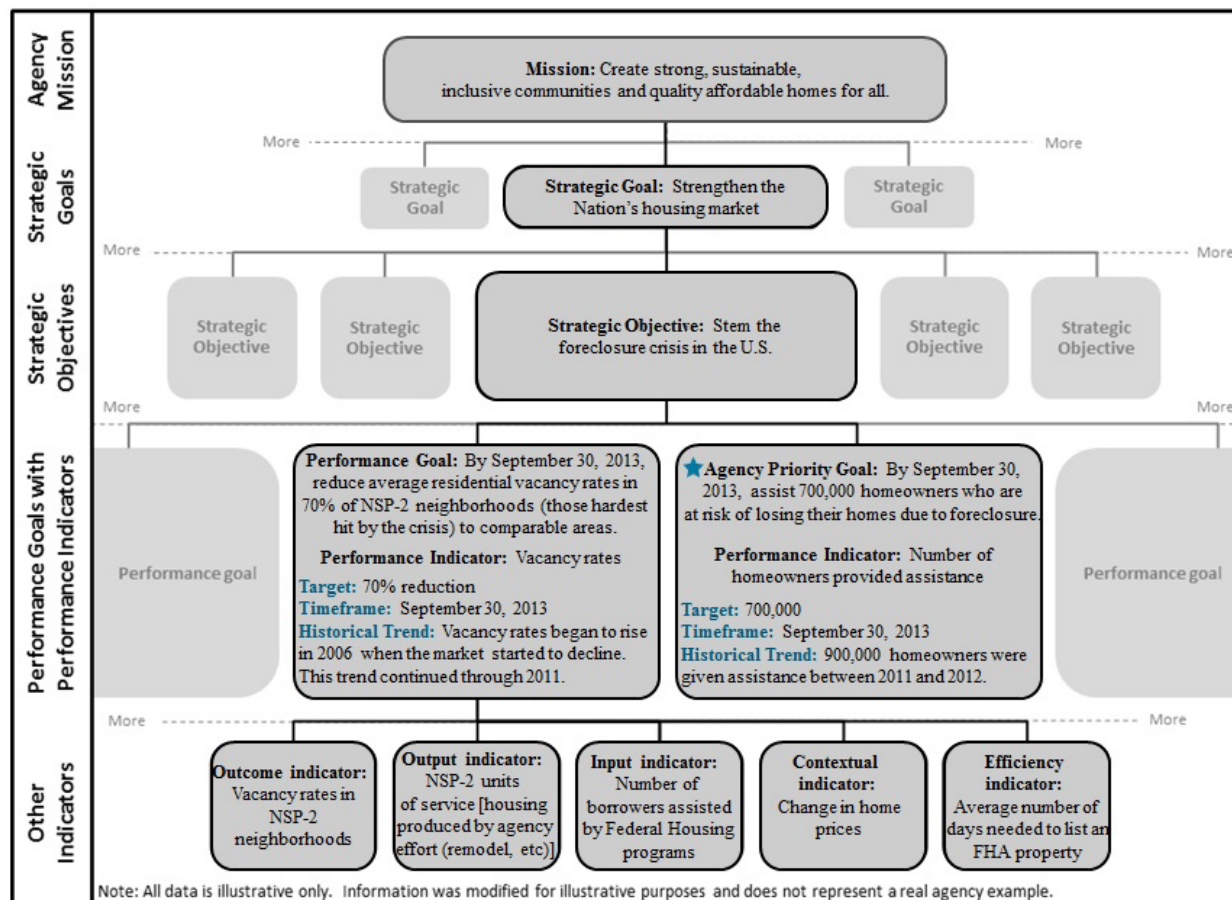 Agency
Mission
Mission: Create strong, sustainable,
inclusive communities and quality affordable homes for all.
More
More
Strategic
Goals
Strategic
Goal
Strategic Goal: Strengthen the
Nation’s housing market
Strategic
Goal
More
More
Strategic
Objectives
Strategic
Objective
Strategic
Objective
Strategic Objective: Stem the
foreclosure crisis in the U.S.
Strategic
Objective
Strategic
Objective
More
More
Performance Goals with
Performance Indicators
Performance goal
Performance Goal: By September 30, 2013,
reduce average residential vacancy rates in
70% of NSP-2 neighborhoods (those hardest
hit by the crisis) to comparable areas.
Performance Indicator: Vacancy rates
Target: 70% reduction
Timeframe: September 30, 2013
Historical Trend: Vacancy rates began to rise
in 2006 when the market started to decline.
This trend continued through 2011.
Agency Priority Goal: By September 30,
2013, assist 700,000 homeowners who are
at risk of losing their homes due to foreclosure.
Performance Indicator: Number of
homeowners provided assistance
Target: 700,000
Timeframe: September 30, 2013
Historical Trend: 900,000 homeowners were
given assistance between 2011 and 2012.
Performance goal
More
More
Other
Indicators
Outcome indicator:
Vacancy rates in
NSP-2
neighborhoods
Output indicator:
NSP-2 units
of service [housing
produced by agency
effort (remodel, etc)]
Input indicator:
Number of
borrowers assisted
by Federal Housing
programs
Contextual
indicator:
Change in home
prices
Efficiency
indicator:
Average number of
days needed to list an
FHA property
Note: All data is illustrative only. Information was modified for illustrative purposes and does not represent a real agency example.